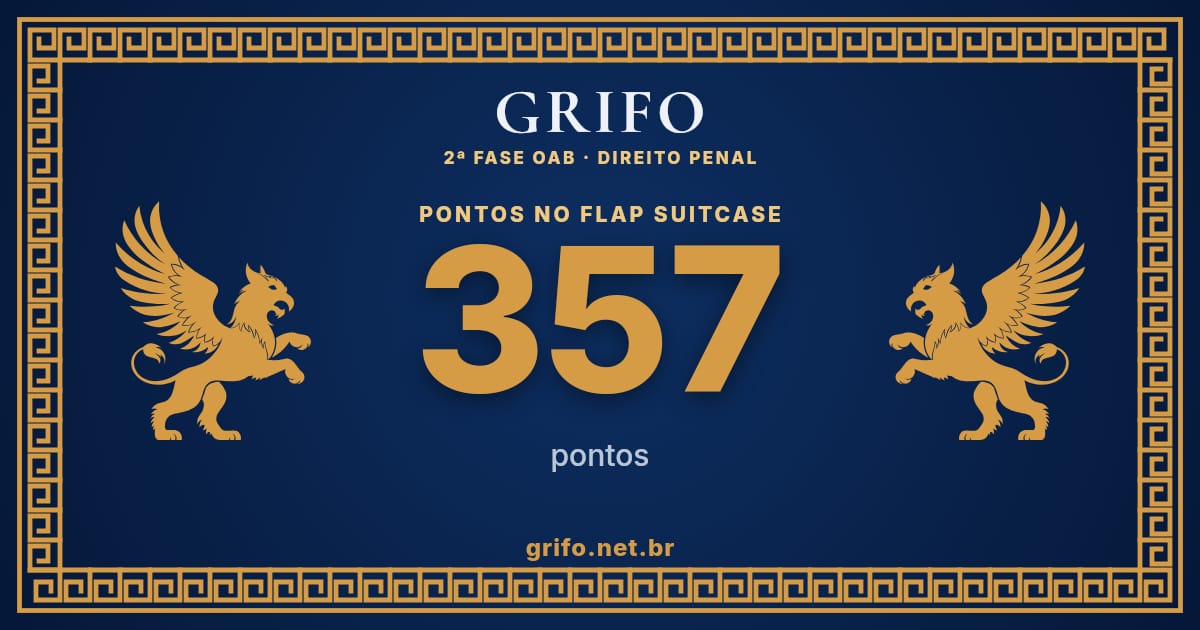 GRIFO
2ª FASE OAB · DIREITO PENAL
PONTOS NO FLAP SUITCASE
357
pontos
grifo.net.br